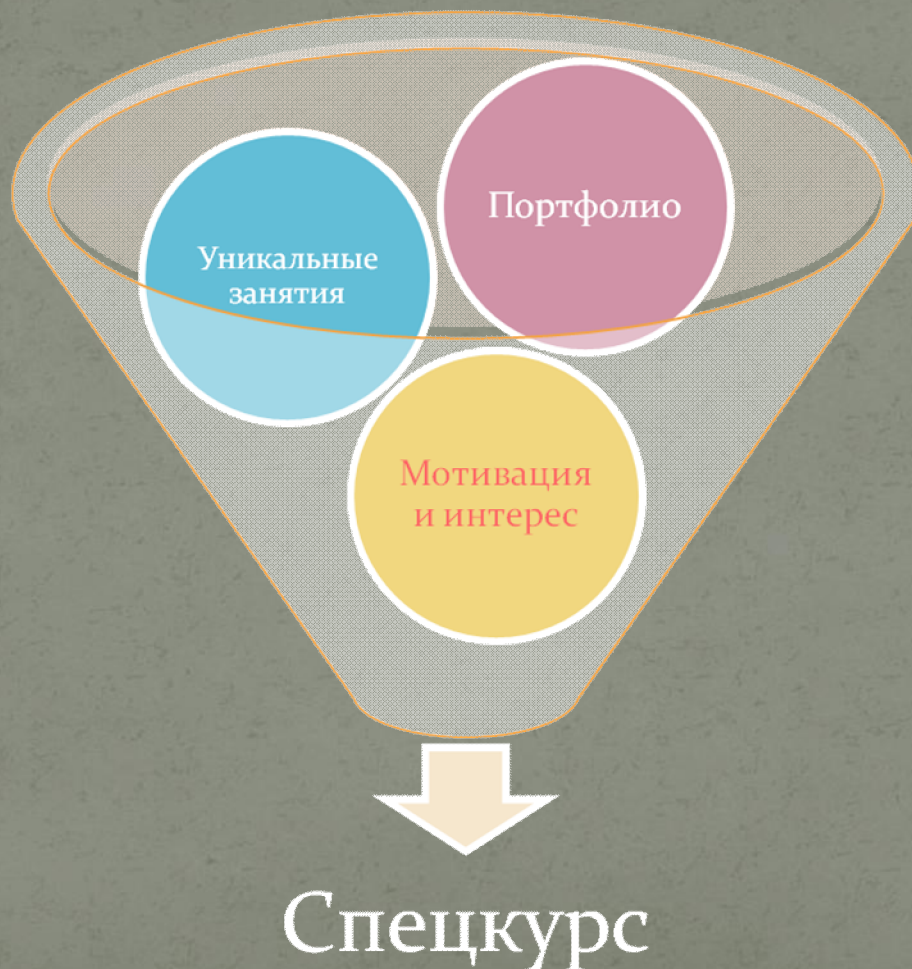 Портфолио
Уникальные
занятия
Мотивация
и интерес
Спецкурс